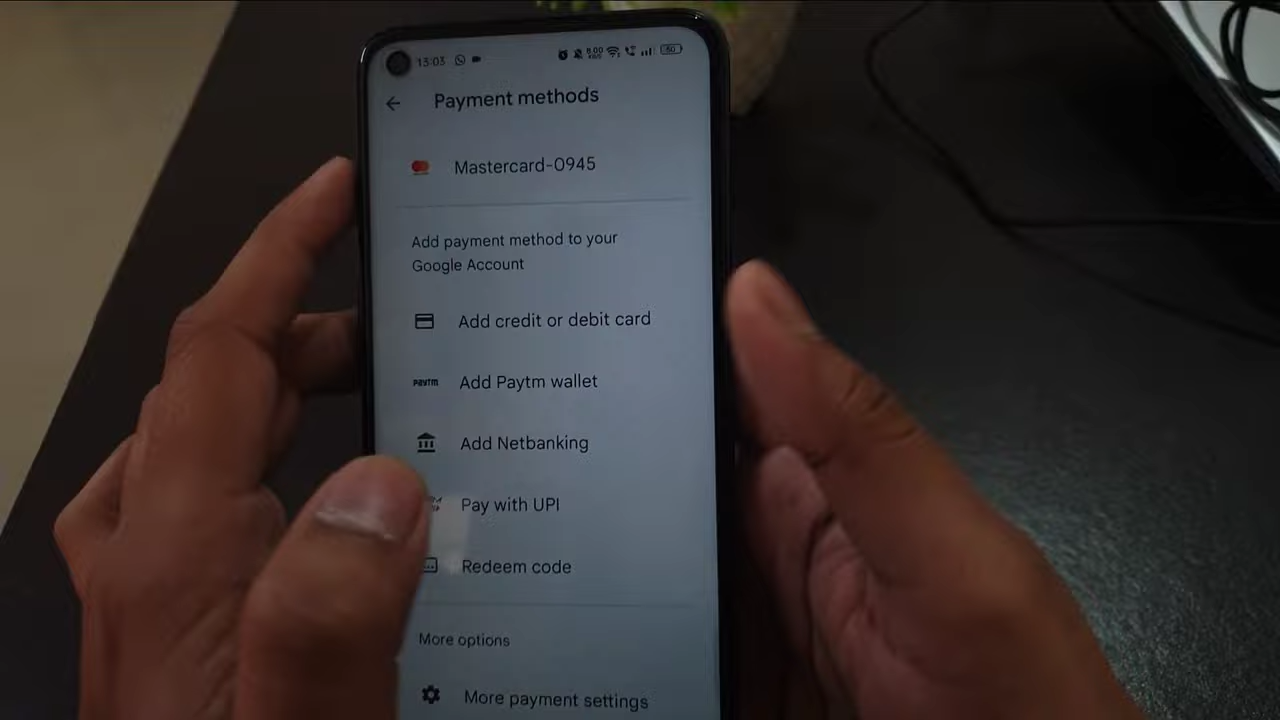 13:03
Payment methods
Mastercard-0945
Add payment method to your
Google Account
Add credit or debit card
Paytm Add Paytm wallet
Add Netbanking
Pay with UPI
Redeem code
More options
More payment settings